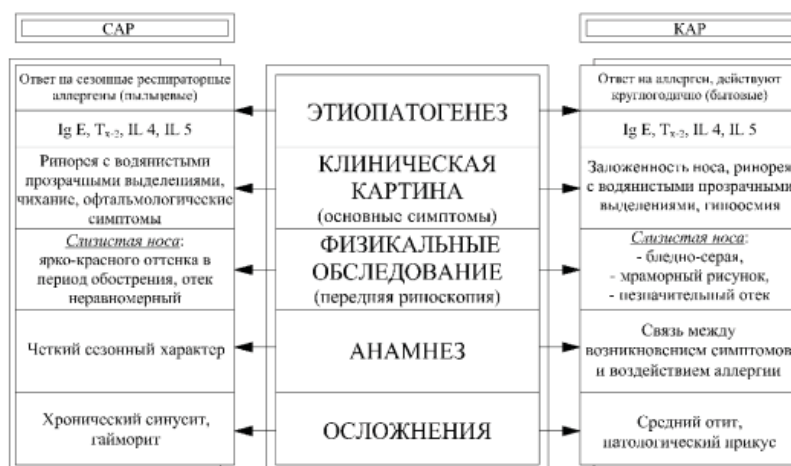 САР
КАР
Ответ на сезонные респираторные
аллергены (пыльцевые)
Ig E, Tх-2, IL 4, IL 5
Ринорея с водянистыми
прозрачными выделениями,
чихание, офтальмологические
симптомы
Слизистая носа:
ярко-красного оттенка в
период обострения, отек
неравномерный
Четкий сезонный характер
Хронический синусит,
гайморит
ЭТИОПАТОГЕНЕЗ
КЛИНИЧЕСКАЯ
КАРТИНА
(основные симптомы)
ФИЗИКАЛЬНЫЕ
ОБСЛЕДОВАНИЕ
(передняя риноскопия)
АНАМНЕЗ
ОСЛОЖНЕНИЯ
Ответ на аллерген, действуют
круглогодично (бытовые)
Ig E, Tх-2, IL 4, IL 5
Заложенность носа, ринорея
с водянистыми прозрачными
выделениями, гипоосмия
Слизистая носа:
- бледно-серая,
- мраморный рисунок,
- незначительный отек
Связь между
возникновением симптомов
и воздействием аллергии
Средний отит,
патологический прикус